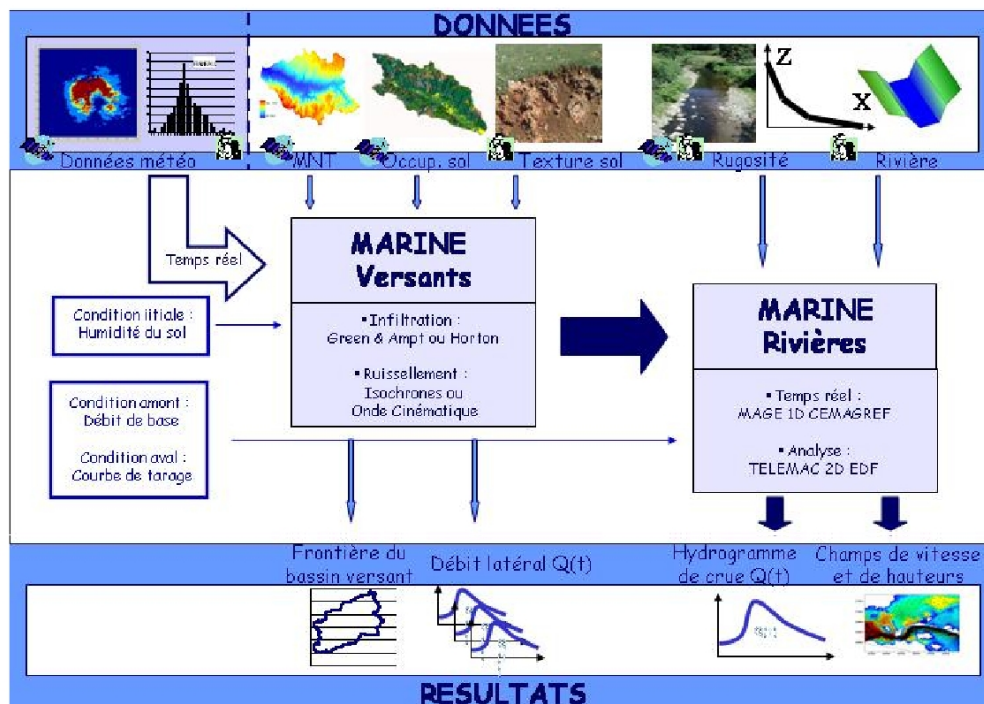 DONNEES
Z
X
Données météo
MNT
Occup. sol
Texture sol
Rugosité
Rivière
Temps réel
MARINE
Versants
▪Infiltration :
Green & Ampt ou Horton
▪Ruissellement :
Isochrones ou
Onde Cinématique
Condition iitiale :
Humidité du sol
Condition amont :
Débit de base
Condition aval :
Courbe de tarage
MARINE
Rivières
▪Temps réel :
MAGE 1D CEMAGREF
▪Analyse :
TELEMAC 2D EDF
Frontière du
bassin versant
Débit latéral Q(t)
Hydrogramme
de crue Q(t)
Champs de vitesse
et de hauteurs
RESULTATS